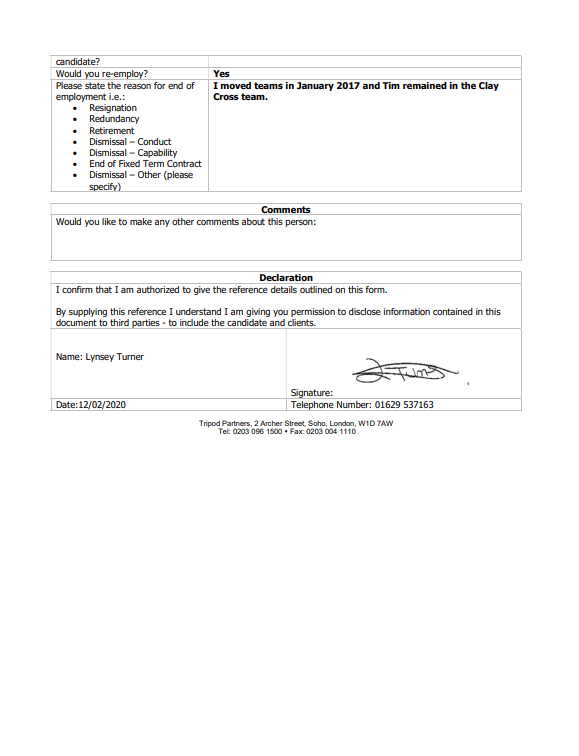 candidate?
Would you re-employ? Yes
Please state the reason for end of I moved teams in January 2017 and Tim remained in the Clay
employment i.e.: Cross team.
• Resignation
• Redundancy
• Retirement
• Dismissal – Conduct
• Dismissal – Capability
• End of Fixed Term Contract
• Dismissal – Other (please
specify)
Comments
Would you like to make any other comments about this person:
Declaration
I confirm that I am authorized to give the reference details outlined on this form.
By supplying this reference I understand I am giving you permission to disclose information contained in this
document to third parties - to include the candidate and clients.
Name: Lynsey Turner
Signature:
Date:12/02/2020 Telephone Number: 01629 537163
Tripod Partners, 2 Archer Street, Soho, London, W1D 7AW
Tel: 0203 096 1500 • Fax: 0203 004 1110